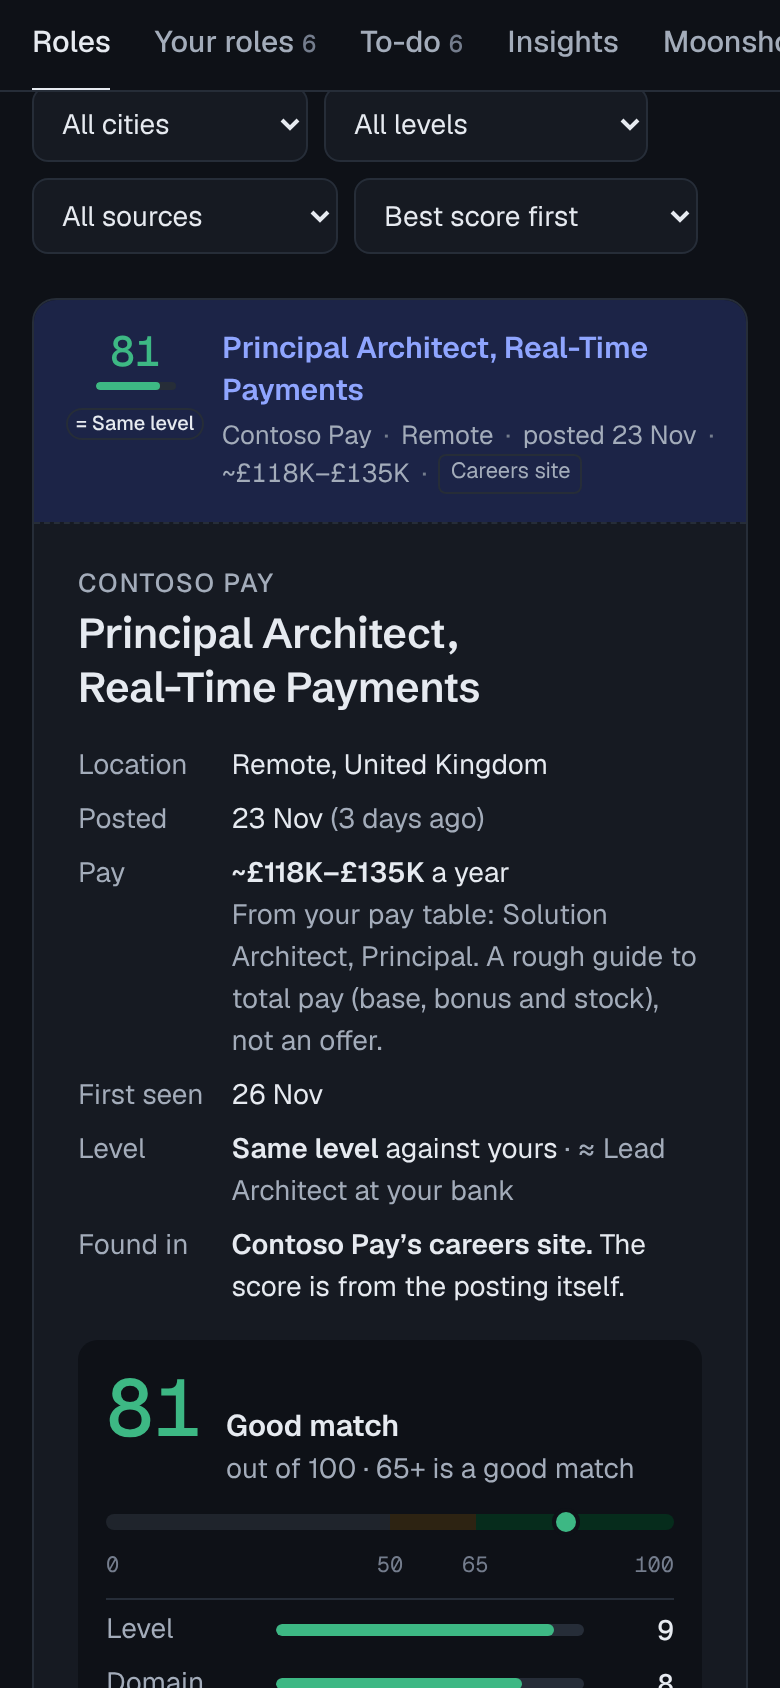 Roles Your roles 6 To-do 6 Insights Moonsho
All cities All levels
All sources Best score first
81 Principal Architect, Real-Time
Payments
= Same level Contoso Pay · Remote · posted 23 Nov ·
~£118K–£135K · Careers site
CONTOSO PAY
Principal Architect,
Real-Time Payments
Location Remote, United Kingdom
Posted 23 Nov (3 days ago)
Pay ~£118K–£135K a year
From your pay table: Solution
Architect, Principal. A rough guide to
total pay (base, bonus and stock),
not an offer.
First seen 26 Nov
Level Same level against yours · ≈ Lead
Architect at your bank
Found in Contoso Pay’s careers site. The
score is from the posting itself.
81 Good match
out of 100 · 65+ is a good match
0 50 65 100
Level 9
Domain 8